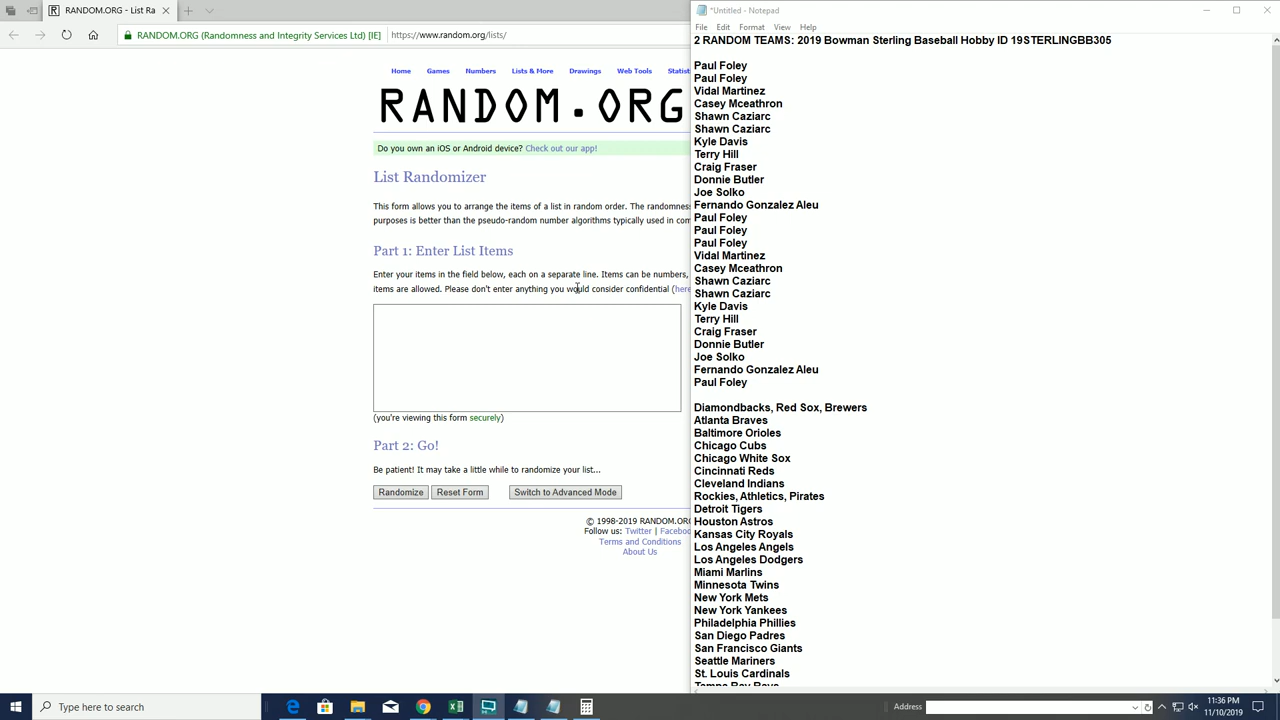 RANDOM.ORG - List Ra
*Untitled - Notepad
RANDOM.ORG (Randomness and Integrity Services Ltd) [IE]
https://www.random.org/lists/
File Edit Format View Help
Home Games Numbers Lists & More Drawings Web Tools Statist
RANDOM.ORG
Do you own an iOS or Android device? Check out our app!
List Randomizer
This form allows you to arrange the items of a list in random order. The randomness
purposes is better than the pseudo-random number algorithms typically used in com
Part 1: Enter List Items
Enter your items in the field below, each on a separate line. Items can be numbers,
items are allowed. Please don't enter anything you would consider confidential (here
(you're viewing this form securely)
Part 2: Go!
Be patient! It may take a little while to randomize your list...
Randomize Reset Form Switch to Advanced Mode
© 1998-2019 RANDOM.ORG
Follow us: Twitter | Faceboo
Terms and Conditions
About Us
2 RANDOM TEAMS: 2019 Bowman Sterling Baseball Hobby ID 19STERLINGBB305
Paul Foley
Paul Foley
Vidal Martinez
Casey Mceathron
Shawn Caziarc
Shawn Caziarc
Kyle Davis
Terry Hill
Craig Fraser
Donnie Butler
Joe Solko
Fernando Gonzalez Aleu
Paul Foley
Paul Foley
Paul Foley
Vidal Martinez
Casey Mceathron
Shawn Caziarc
Shawn Caziarc
Kyle Davis
Terry Hill
Craig Fraser
Donnie Butler
Joe Solko
Fernando Gonzalez Aleu
Paul Foley
Diamondbacks, Red Sox, Brewers
Atlanta Braves
Baltimore Orioles
Chicago Cubs
Chicago White Sox
Cincinnati Reds
Cleveland Indians
Rockies, Athletics, Pirates
Detroit Tigers
Houston Astros
Kansas City Royals
Los Angeles Angels
Los Angeles Dodgers
Miami Marlins
Minnesota Twins
New York Mets
New York Yankees
Philadelphia Phillies
San Diego Padres
San Francisco Giants
Seattle Mariners
St. Louis Cardinals
Tampa Bay Rays
Type here to search
Address
11:36 PM
11/10/2019